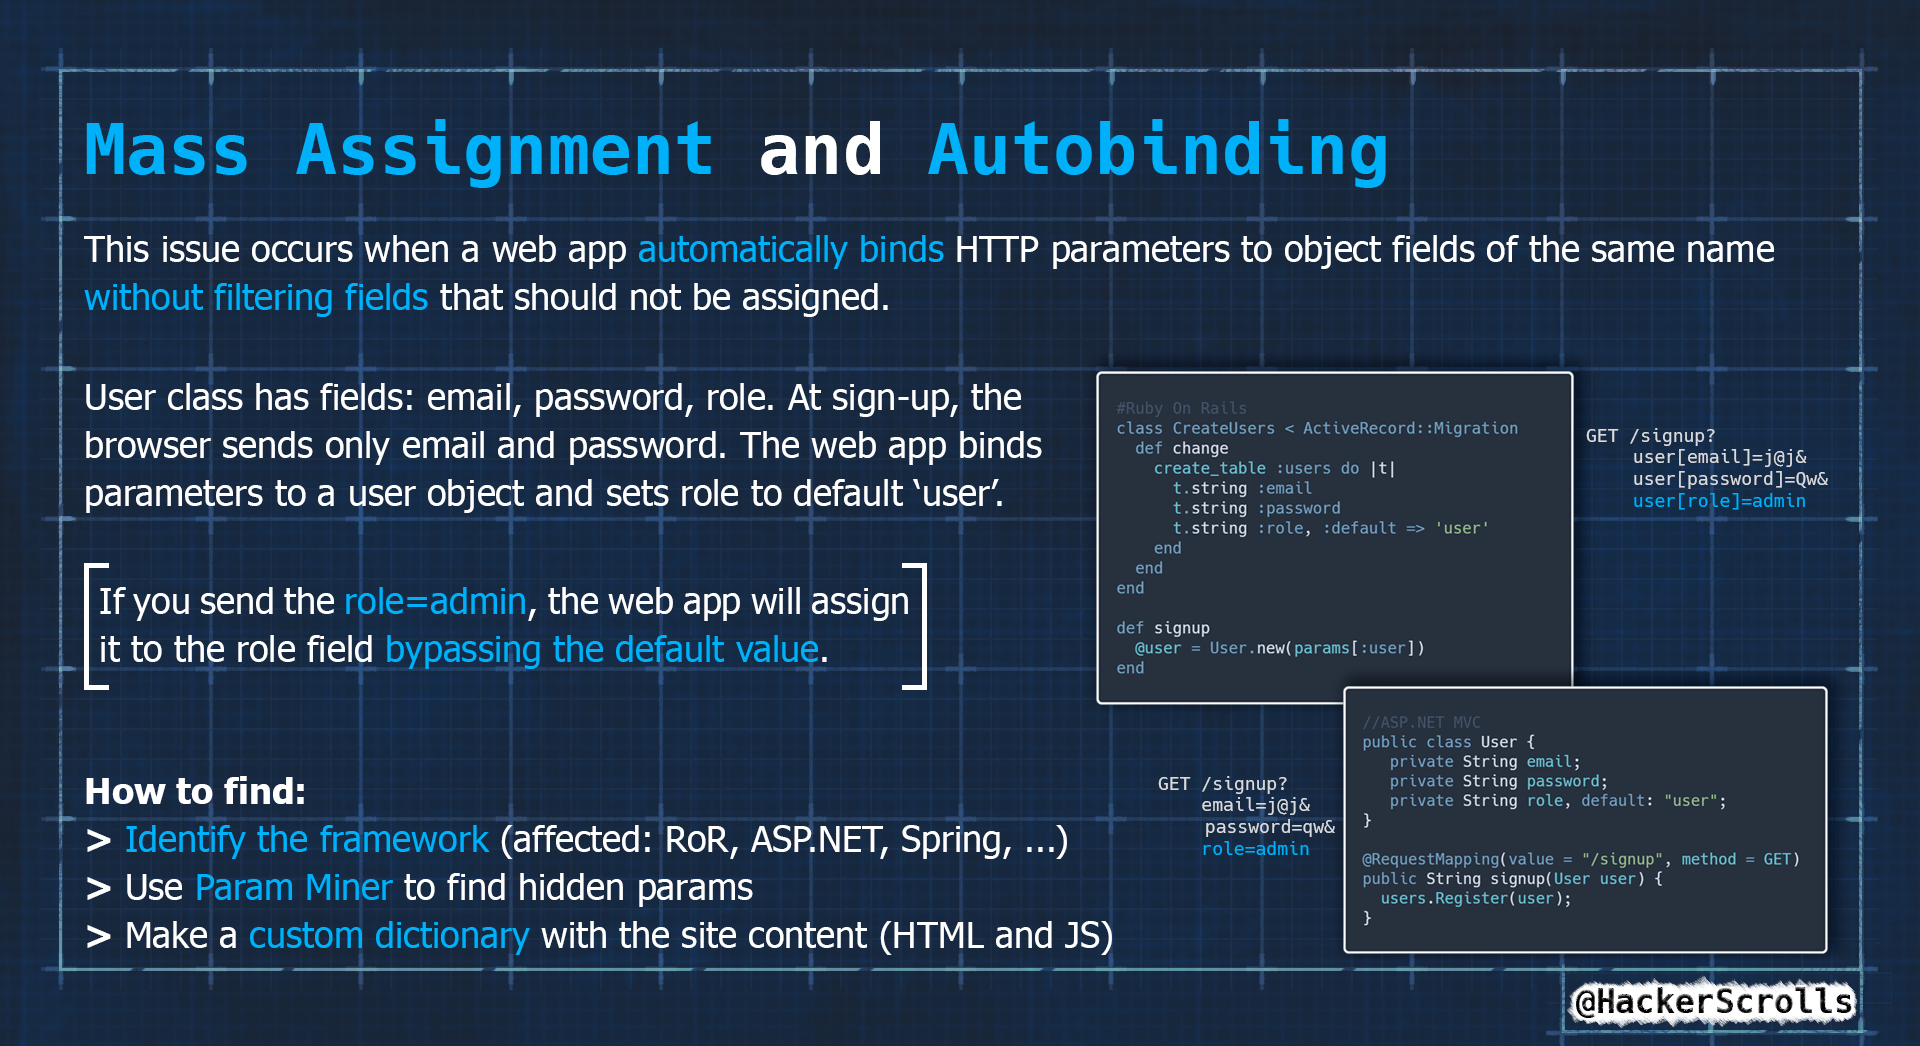 Mass Assignment and Autobinding
This issue occurs when a web app automatically binds HTTP parameters to object fields of the same name
without filtering fields that should not be assigned.
User class has fields: email, password, role. At sign-up, the
browser sends only email and password. The web app binds
parameters to a user object and sets role to default ‘user’.
If you send the role=admin, the web app will assign
it to the role field bypassing the default value.
How to find:
> Identify the framework (affected: RoR, ASP.NET, Spring, ...)
> Use Param Miner to find hidden params
> Make a custom dictionary with the site content (HTML and JS)
#Ruby On Rails
class CreateUsers < ActiveRecord::Migration
  def change
    create_table :users do |t|
      t.string :email
      t.string :password
      t.string :role, :default => 'user'
    end
  end
end
def signup
  @user = User.new(params[:user])
end
GET /signup?
user[email]=j@j&
user[password]=Qw&
user[role]=admin
GET /signup?
email=j@j&
password=qw&
role=admin
//ASP.NET MVC
public class User {
   private String email;
   private String password;
   private String role, default: "user";
}
@RequestMapping(value = "/signup", method = GET)
public String signup(User user) {
  users.Register(user);
}
@HackerScrolls